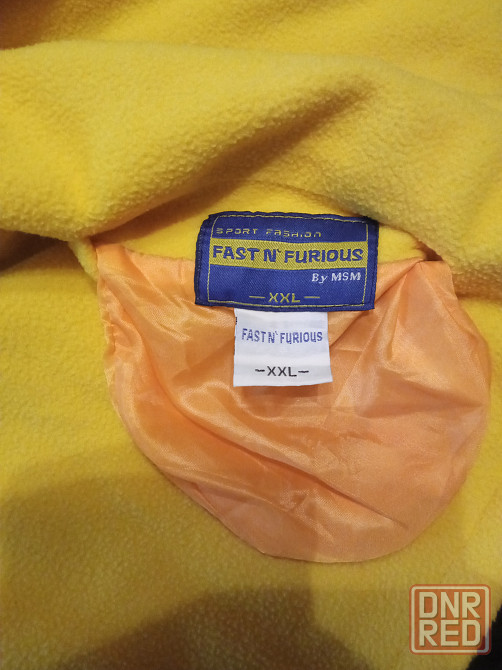 SPORT FASHION
FAST N' FURIOUS
By MSM
—XXL—
FAST N' FURIOUS
~XXL~
DNR
RED